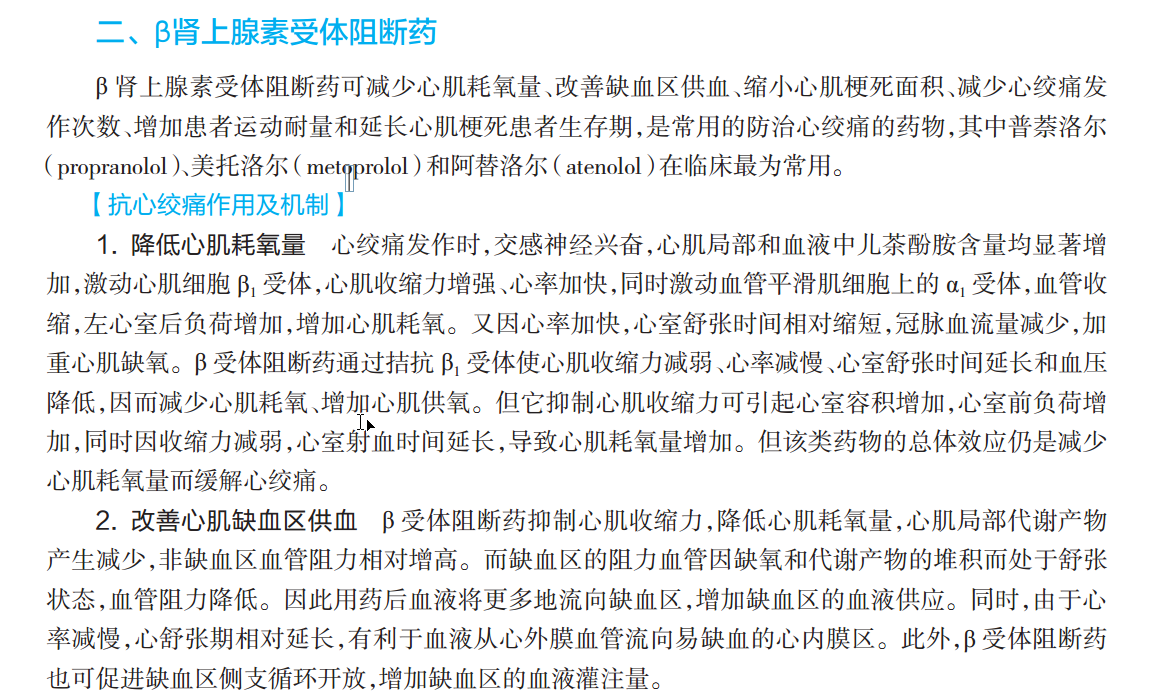 二、β肾上腺素受体阻断药
β 肾上腺素受体阻断药可减少心肌耗氧量、改善缺血区供血、缩小心肌梗死面积、减少心绞痛发
作次数、增加患者运动耐量和延长心肌梗死患者生存期，是常用的防治心绞痛的药物，其中普萘洛尔
（propranolol）、美托洛尔（metoprolol）和阿替洛尔（atenolol）在临床最为常用。
【抗心绞痛作用及机制】
1. 降低心肌耗氧量　心绞痛发作时，交感神经兴奋，心肌局部和血液中儿茶酚胺含量均显著增
加，激动心肌细胞 β₁ 受体，心肌收缩力增强、心率加快，同时激动血管平滑肌细胞上的 α₁ 受体，血管收
缩，左心室后负荷增加，增加心肌耗氧。又因心率加快，心室舒张时间相对缩短，冠脉血流量减少，加
重心肌缺氧。β 受体阻断药通过拮抗 β₁ 受体使心肌收缩力减弱、心率减慢、心室舒张时间延长和血压
降低，因而减少心肌耗氧、增加心肌供氧。但它抑制心肌收缩力可引起心室容积增加，心室前负荷增
加，同时因收缩力减弱，心室射血时间延长，导致心肌耗氧量增加。但该类药物的总体效应仍是减少
心肌耗氧量而缓解心绞痛。
2. 改善心肌缺血区供血　β 受体阻断药抑制心肌收缩力，降低心肌耗氧量，心肌局部代谢产物
产生减少，非缺血区血管阻力相对增高。而缺血区的阻力血管因缺氧和代谢产物的堆积而处于舒张
状态，血管阻力降低。因此用药后血液将更多地流向缺血区，增加缺血区的血液供应。同时，由于心
率减慢，心舒张期相对延长，有利于血液从心外膜血管流向易缺血的心内膜区。此外，β 受体阻断药
也可促进缺血区侧支循环开放，增加缺血区的血液灌注量。